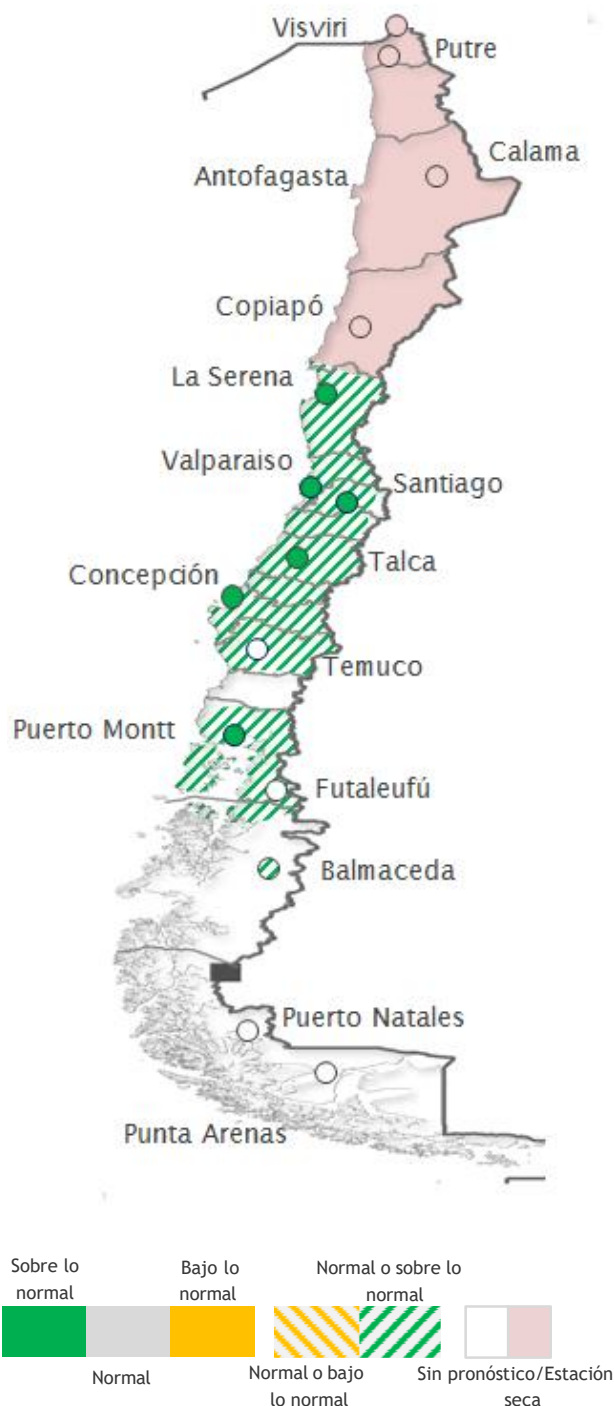 Visviri
Putre
Calama
Antofagasta
Copiapó
La Serena
Valparaiso
Santiago
Talca
Concepción
Temuco
Puerto Montt
Futaleufú
Balmaceda
Puerto Natales
Punta Arenas
Sobre lo
normal
Bajo lo
normal
Normal o sobre lo
normal
Normal
Normal o bajo
lo normal
Sin pronóstico/Estación
seca